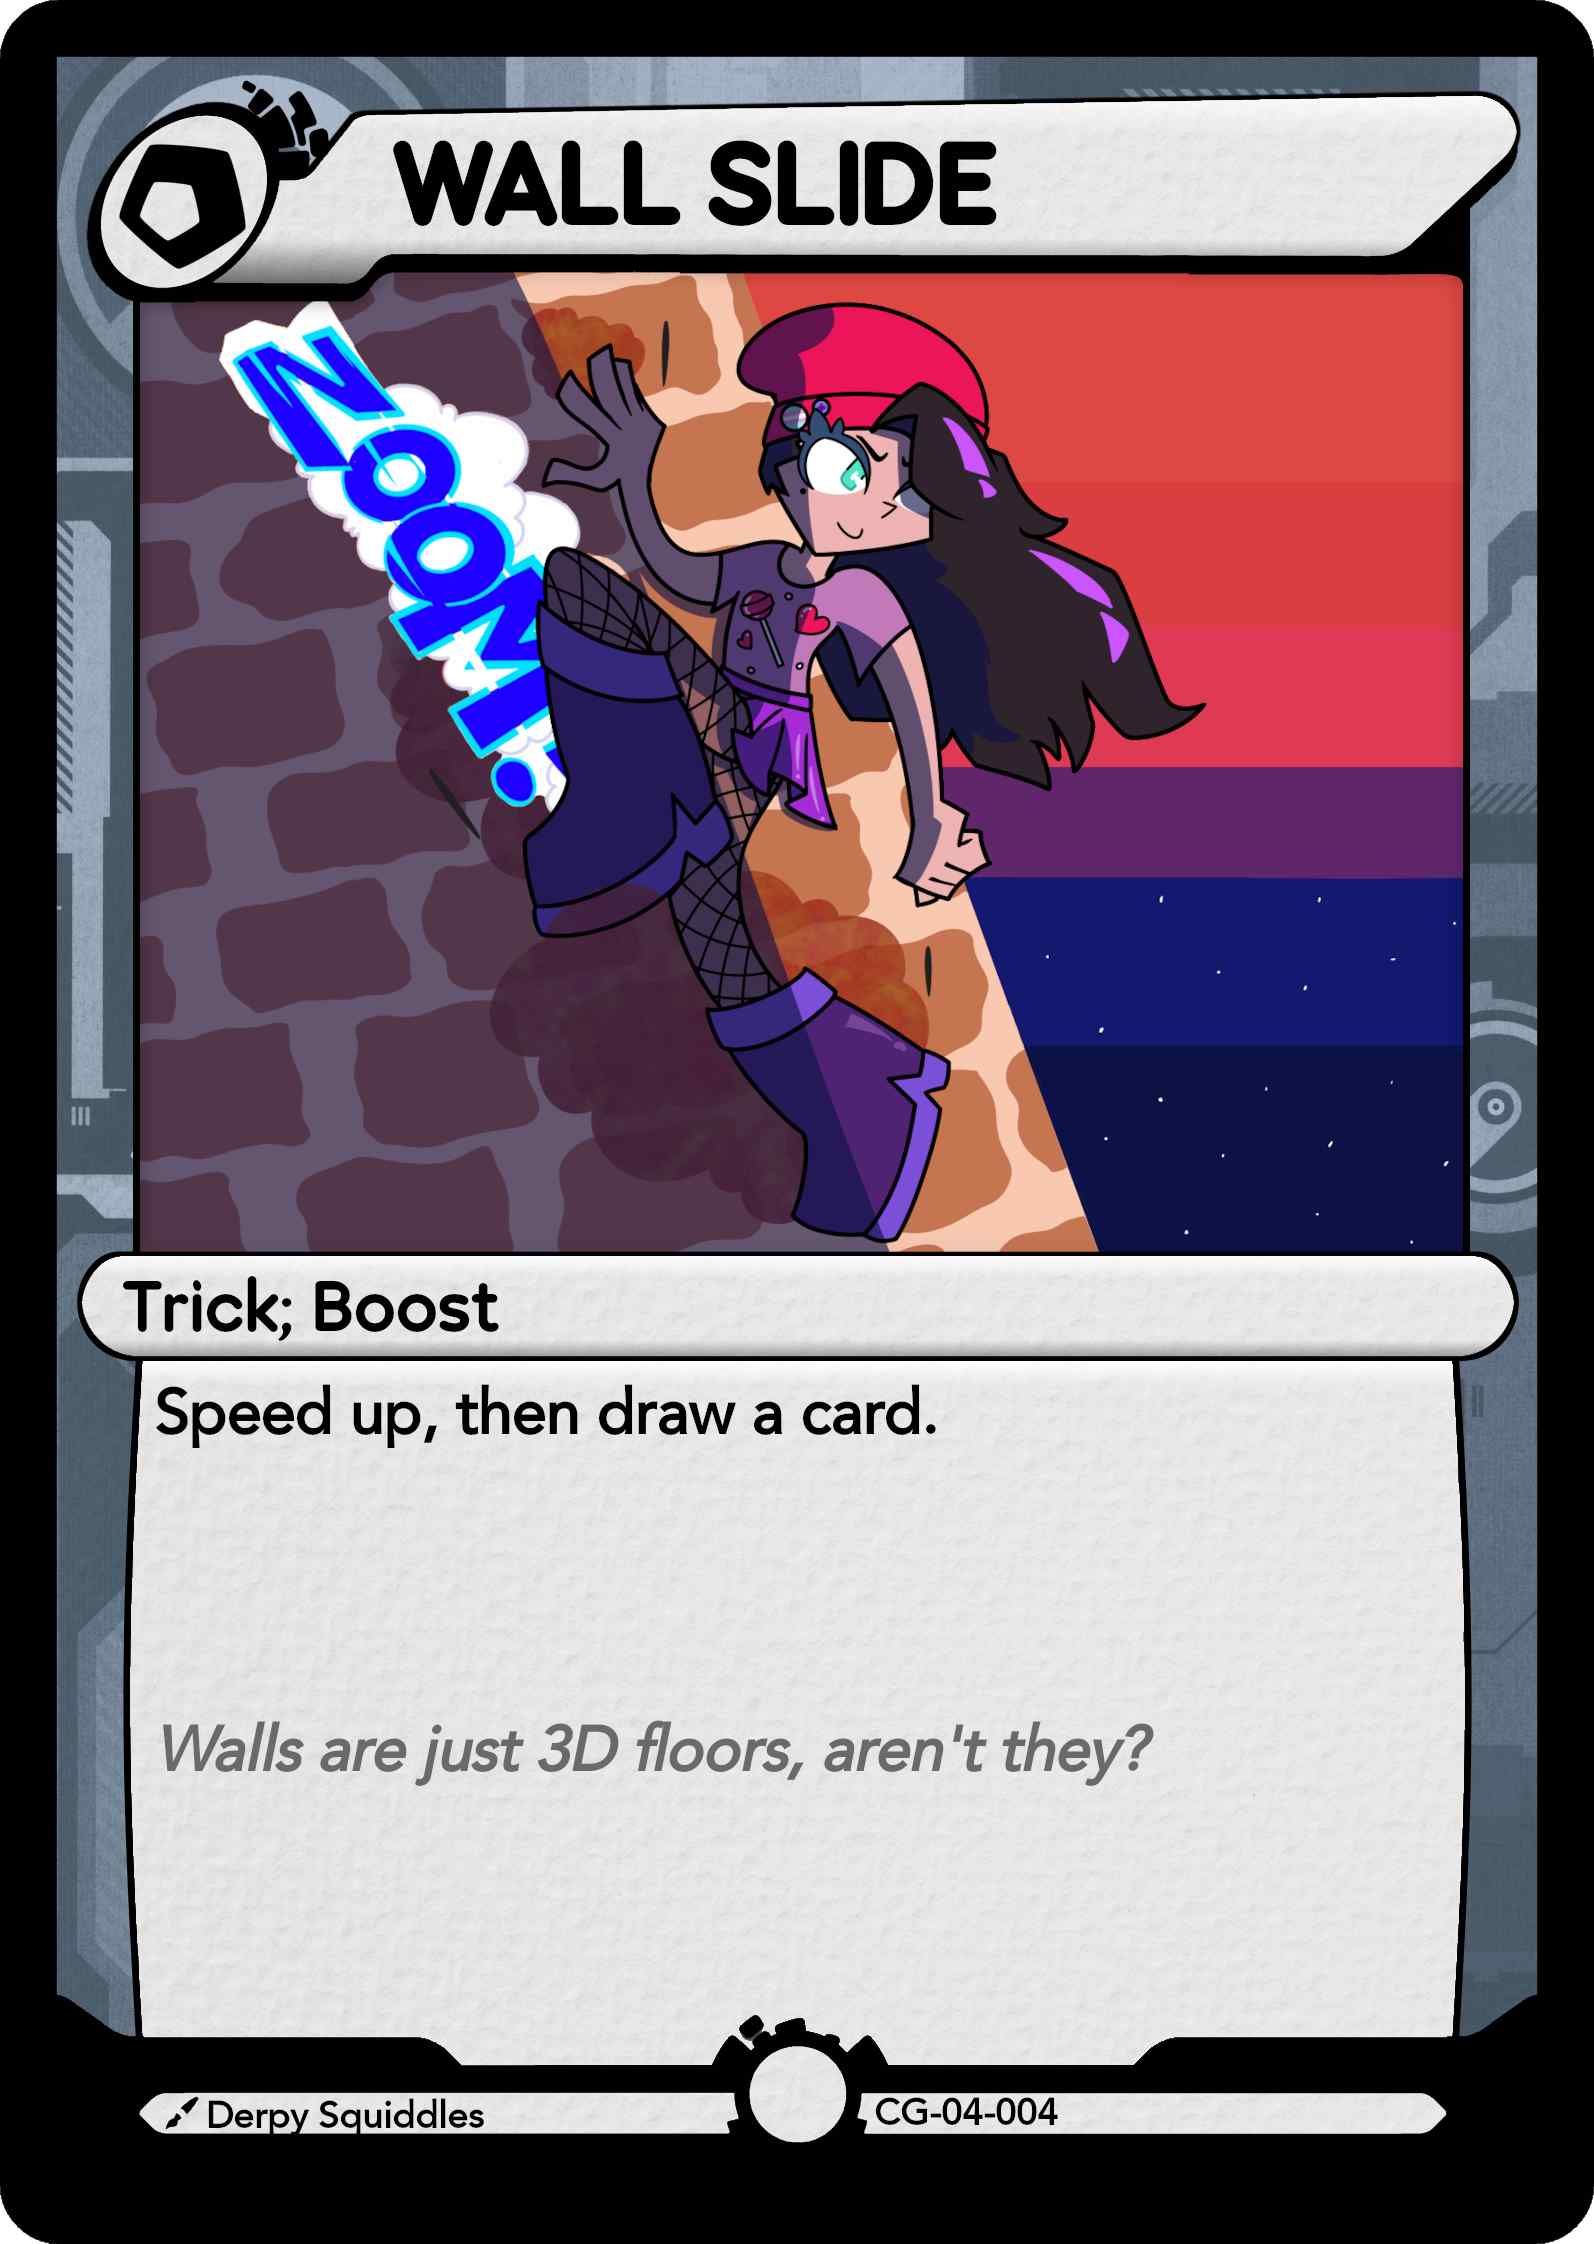 WALL SLIDE
ZOOM!
Trick; Boost
Speed up, then draw a card.
Walls are just 3D floors, aren't they?
Derpy Squiddles
CG-04-004